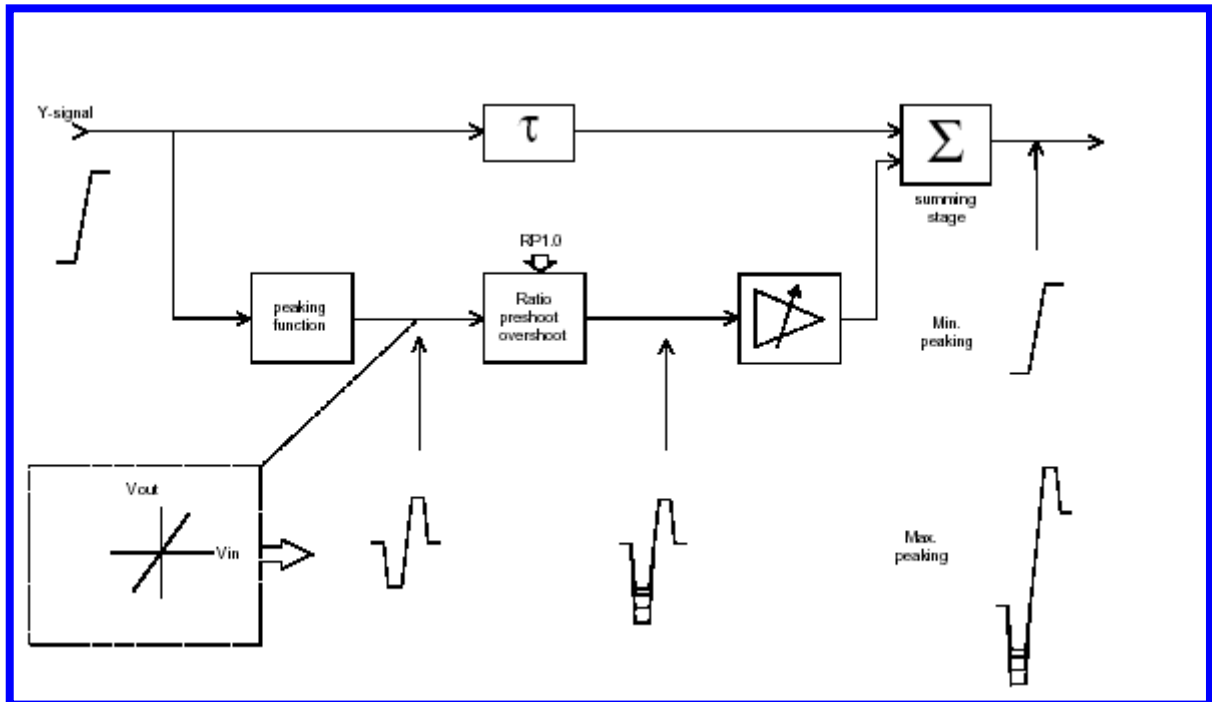 Y-signal
τ
Σ
summing
stage
RP1.0
peaking
function
Ratio
preshoot
overshoot
Min.
peaking
Vout
Vin
Max.
peaking